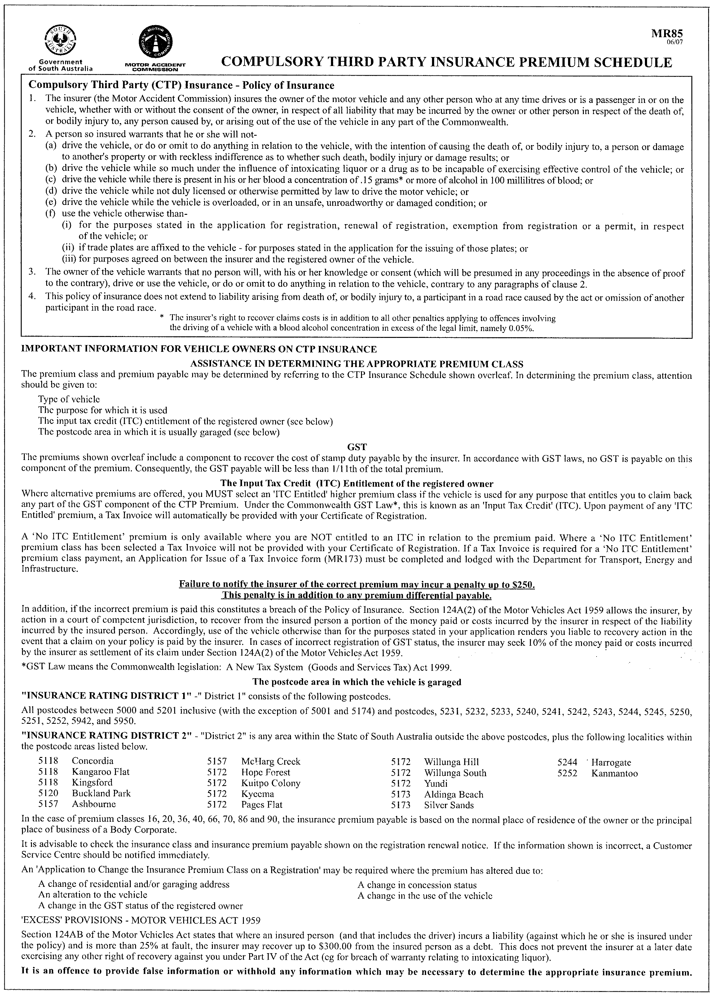 MR85
06/07
SOUTH AUSTRALIA
Government
of South Australia
MOTOR ACCIDENT COMMISSION
MOTOR ACCIDENT
COMMISSION
COMPULSORY THIRD PARTY INSURANCE PREMIUM SCHEDULE
Compulsory Third Party (CTP) Insurance - Policy of Insurance
1. The insurer (the Motor Accident Commission) insures the owner of the motor vehicle and any other person who at any time drives or is a passenger in or on the
vehicle, whether with or without the consent of the owner, in respect of all liability that may be incurred by the owner or other person in respect of the death of,
or bodily injury to, any person caused by, or arising out of the use of the vehicle in any part of the Commonwealth.
2. A person so insured warrants that he or she will not-
(a) drive the vehicle, or do or omit to do anything in relation to the vehicle, with the intention of causing the death of, or bodily injury to, a person or damage
to another's property or with reckless indifference as to whether such death, bodily injury or damage results; or
(b) drive the vehicle while so much under the influence of intoxicating liquor or a drug as to be incapable of exercising effective control of the vehicle; or
(c) drive the vehicle while there is present in his or her blood a concentration of .15 grams* or more of alcohol in 100 millilitres of blood; or
(d) drive the vehicle while not duly licensed or otherwise permitted by law to drive the motor vehicle; or
(e) drive the vehicle while the vehicle is overloaded, or in an unsafe, unroadworthy or damaged condition; or
(f) use the vehicle otherwise than-
(i) for the purposes stated in the application for registration, renewal of registration, exemption from registration or a permit, in respect
of the vehicle; or
(ii) if trade plates are affixed to the vehicle - for purposes stated in the application for the issuing of those plates; or
(iii) for purposes agreed on between the insurer and the registered owner of the vehicle.
3. The owner of the vehicle warrants that no person will, with his or her knowledge or consent (which will be presumed in any proceedings in the absence of proof
to the contrary), drive or use the vehicle, or do or omit to do anything in relation to the vehicle, contrary to any paragraphs of clause 2.
4. This policy of insurance does not extend to liability arising from death of, or bodily injury to, a participant in a road race caused by the act or omission of another
participant in the road race.
* The insurer's right to recover claims costs is in addition to all other penalties applying to offences involving
the driving of a vehicle with a blood alcohol concentration in excess of the legal limit, namely 0.05%.
IMPORTANT INFORMATION FOR VEHICLE OWNERS ON CTP INSURANCE
ASSISTANCE IN DETERMINING THE APPROPRIATE PREMIUM CLASS
The premium class and premium payable may be determined by referring to the CTP Insurance Schedule shown overleaf. In determining the premium class, attention
should be given to:
Type of vehicle
The purpose for which it is used
The input tax credit (ITC) entitlement of the registered owner (see below)
The postcode area in which it is usually garaged (see below)
GST
The premiums shown overleaf include a component to recover the cost of stamp duty payable by the insurer. In accordance with GST laws, no GST is payable on this
component of the premium. Consequently, the GST payable will be less than 1/11th of the total premium.
The Input Tax Credit (ITC) Entitlement of the registered owner
Where alternative premiums are offered, you MUST select an 'ITC Entitled' higher premium class if the vehicle is used for any purpose that entitles you to claim back
any part of the GST component of the CTP Premium. Under the Commonwealth GST Law*, this is known as an 'Input Tax Credit' (ITC). Upon payment of any 'ITC
Entitled' premium, a Tax Invoice will automatically be provided with your Certificate of Registration.
A ‘No ITC Entitlement’ premium is only available where you are NOT entitled to an ITC in relation to the premium paid. Where a ‘No ITC Entitlement’
premium class has been selected a Tax Invoice will not be provided with your Certificate of Registration. If a Tax Invoice is required for a ‘No ITC Entitlement’
premium class payment, an Application for Issue of a Tax Invoice form (MR173) must be completed and lodged with the Department for Transport, Energy and
Infrastructure.
Failure to notify the insurer of the correct premium may incur a penalty up to $250.
This penalty is in addition to any premium differential payable.
In addition, if the incorrect premium is paid this constitutes a breach of the Policy of Insurance. Section 124A(2) of the Motor Vehicles Act 1959 allows the insurer, by
action in a court of competent jurisdiction, to recover from the insured person a portion of the money paid or costs incurred by the insurer in respect of the liability
incurred by the insured person. Accordingly, use of the vehicle otherwise than for the purposes stated in your application renders you liable to recovery action in the
event that a claim on your policy is paid by the insurer. In cases of incorrect registration of GST status, the insurer may seek 10% of the money paid or costs incurred
by the insurer as settlement of its claim under Section 124A(2) of the Motor Vehicles Act 1959.
*GST Law means the Commonwealth legislation: A New Tax System (Goods and Services Tax) Act 1999.
The postcode area in which the vehicle is garaged
"INSURANCE RATING DISTRICT 1" -" District 1" consists of the following postcodes.
All postcodes between 5000 and 5201 inclusive (with the exception of 5001 and 5174) and postcodes, 5231, 5232, 5233, 5240, 5241, 5242, 5243, 5244, 5245, 5250,
5251, 5252, 5942, and 5950.
"INSURANCE RATING DISTRICT 2" - "District 2" is any area within the State of South Australia outside the above postcodes, plus the following localities within
the postcode areas listed below.
5118 Concordia 5157 McHarg Creek 5172 Willunga Hill 5244 Harrogate
5118 Kangaroo Flat 5172 Hope Forest 5172 Willunga South 5252 Kanmantoo
5118 Kingsford 5172 Kuitpo Colony 5172 Yundi
5120 Buckland Park 5172 Kyeema 5173 Aldinga Beach
5157 Ashbourne 5172 Pages Flat 5173 Silver Sands
In the case of premium classes 16, 20, 36, 40, 66, 70, 86 and 90, the insurance premium payable is based on the normal place of residence of the owner or the principal
place of business of a Body Corporate.
It is advisable to check the insurance class and insurance premium payable shown on the registration renewal notice. If the information shown is incorrect, a Customer
Service Centre should be notified immediately.
An 'Application to Change the Insurance Premium Class on a Registration' may be required where the premium has altered due to:
A change of residential and/or garaging address A change in concession status
An alteration to the vehicle A change in the use of the vehicle
A change in the GST status of the registered owner
'EXCESS' PROVISIONS - MOTOR VEHICLES ACT 1959
Section 124AB of the Motor Vehicles Act states that where an insured person (and that includes the driver) incurs a liability (against which he or she is insured under
the policy) and is more than 25% at fault, the insurer may recover up to $300.00 from the insured person as a debt. This does not prevent the insurer at a later date
exercising any other right of recovery against you under Part IV of the Act (eg for breach of warranty relating to intoxicating liquor).
It is an offence to provide false information or withhold any information which may be necessary to determine the appropriate insurance premium.